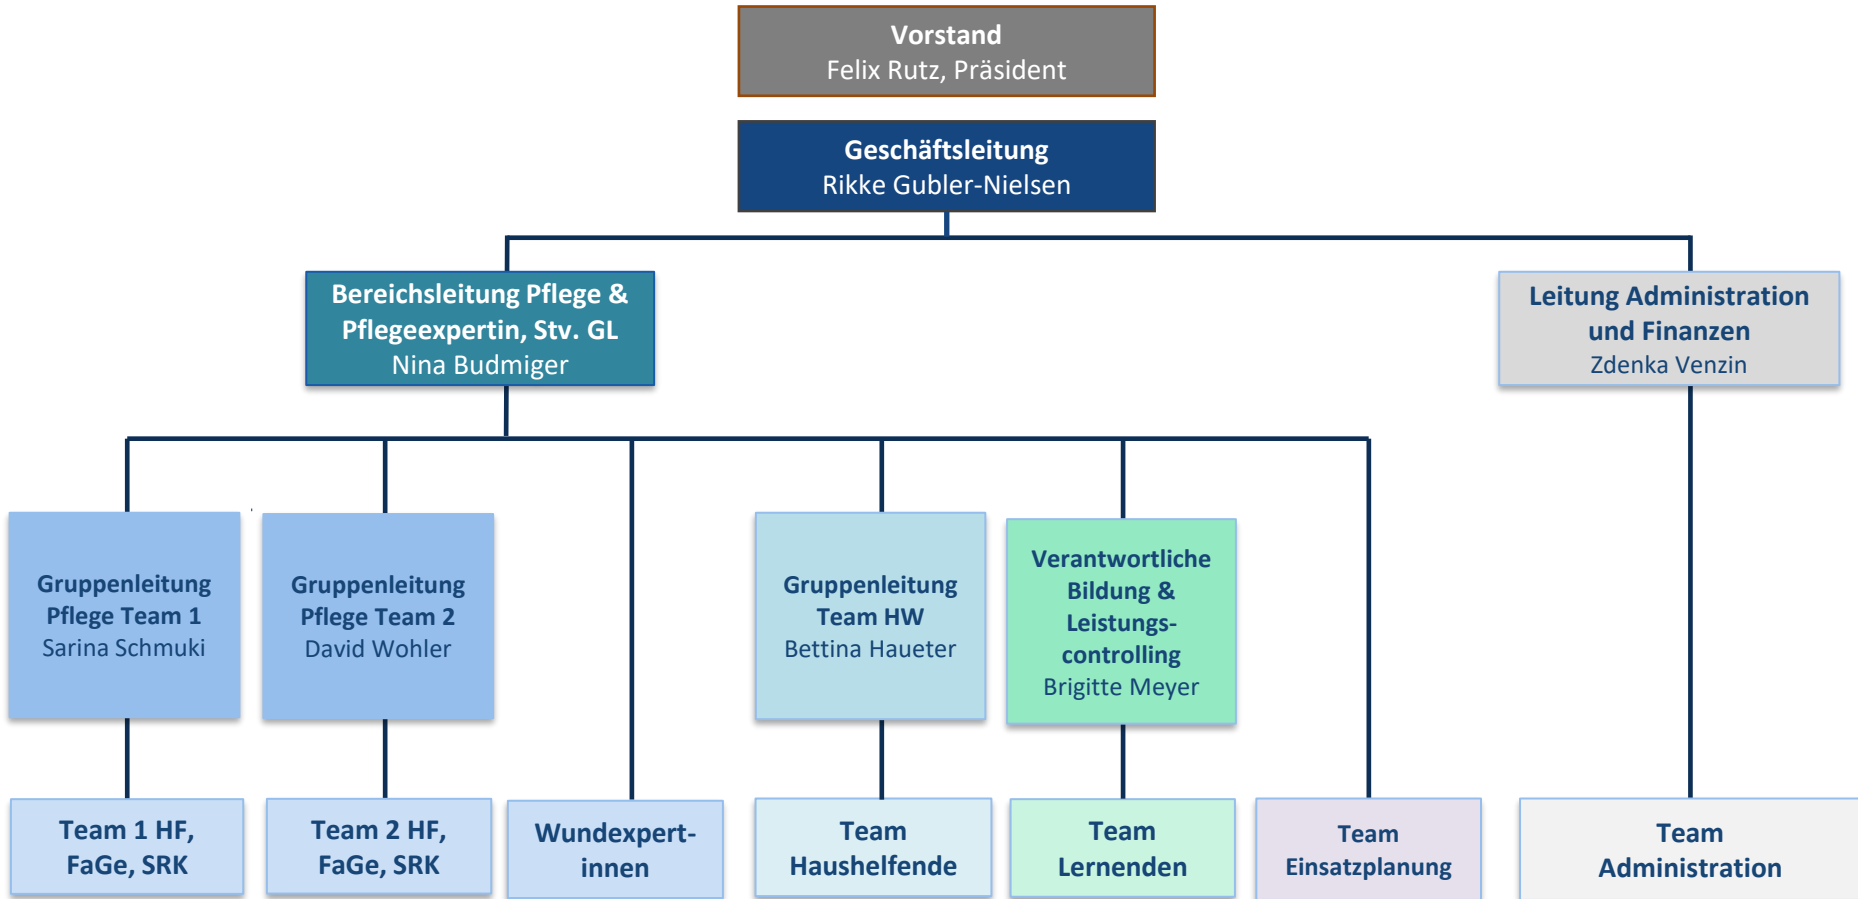 Vorstand
Felix Rutz, Präsident
Geschäftsleitung
Rikke Gubler-Nielsen
Bereichsleitung Pflege &
Pflegeexpertin, Stv. GL
Nina Budmiger
Leitung Administration
und Finanzen
Zdenka Venzin
Gruppenleitung
Pflege Team 1
Sarina Schmuki
Gruppenleitung
Pflege Team 2
David Wohler
Gruppenleitung
Team HW
Bettina Haueter
Verantwortliche
Bildung &
Leistungs-
controlling
Brigitte Meyer
Team 1 HF,
FaGe, SRK
Team 2 HF,
FaGe, SRK
Wundexpert-
innen
Team
Haushelfende
Team
Lernenden
Team
Einsatzplanung
Team
Administration